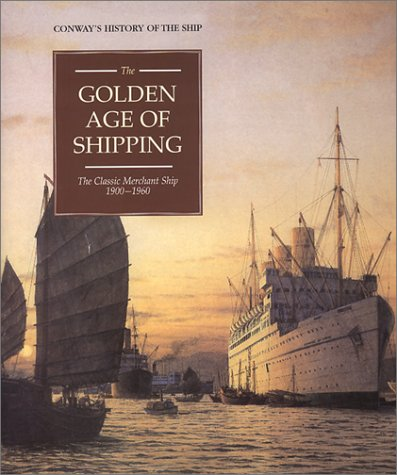 CONWAY'S HISTORY OF THE SHIP
The
GOLDEN
AGE OF
SHIPPING
The Classic Merchant Ship
1900–1960